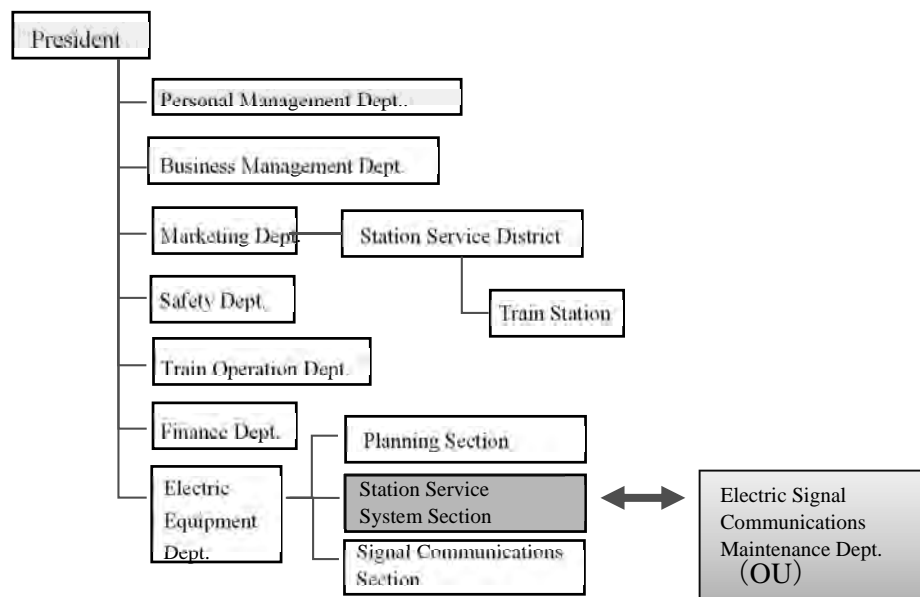 President
Personal Management Dept..
Business Management Dept.
Marketing Dept.
Station Service District
Train Station
Safety Dept.
Train Operation Dept.
Finance Dept.
Electric
Equipment
Dept.
Planning Section
Station Service
System Section
Signal Communications
Section
Electric Signal
Communications
Maintenance Dept.
（OU）